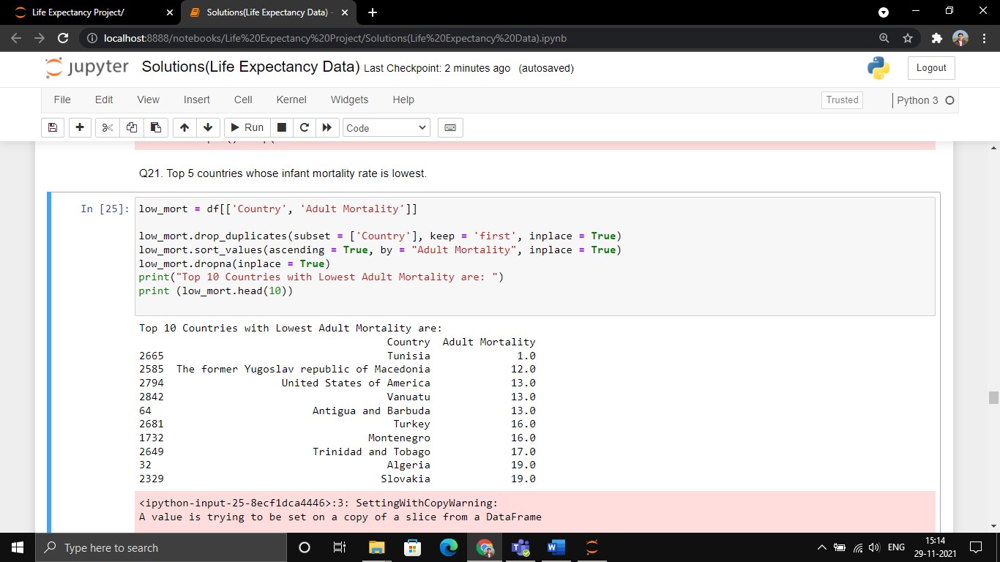 Life Expectancy Project/
Solutions(Life Expectancy Data) -
localhost:8888/notebooks/Life%20Expectancy%20Project/Solutions(Life%20Expectancy%20Data).ipynb
jupyter Solutions(Life Expectancy Data) Last Checkpoint: 2 minutes ago (autosaved)
Logout
File Edit View Insert Cell Kernel Widgets Help
Trusted Python 3
Run Code
Q21. Top 5 countries whose infant mortality rate is lowest.
In [25]: low_mort = df[['Country', 'Adult Mortality']]
low_mort.drop_duplicates(subset = ['Country'], keep = 'first', inplace = True)
low_mort.sort_values(ascending = True, by = "Adult Mortality", inplace = True)
low_mort.dropna(inplace = True)
print("Top 10 Countries with Lowest Adult Mortality are: ")
print (low_mort.head(10))
Top 10 Countries with Lowest Adult Mortality are:
Country Adult Mortality
2665 Tunisia 1.0
2585 The former Yugoslav republic of Macedonia 12.0
2794 United States of America 13.0
2842 Vanuatu 13.0
64 Antigua and Barbuda 13.0
2681 Turkey 16.0
1732 Montenegro 16.0
2649 Trinidad and Tobago 17.0
32 Algeria 19.0
2329 Slovakia 19.0
<ipython-input-25-8ecf1dca4446>:3: SettingWithCopyWarning:
A value is trying to be set on a copy of a slice from a DataFrame
Type here to search
ENG
15:14
29-11-2021